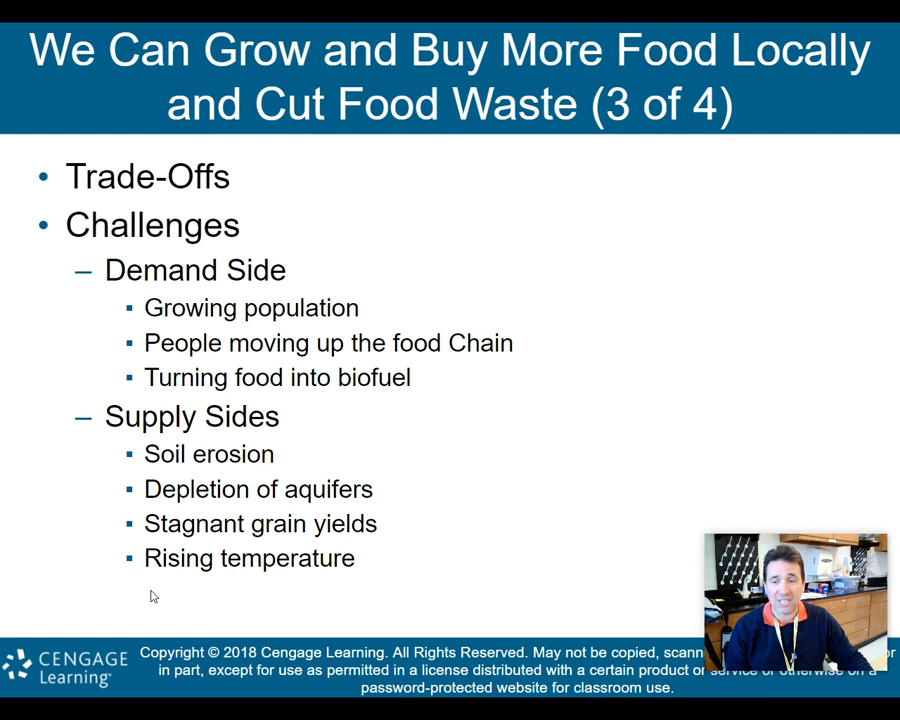 We Can Grow and Buy More Food Locally
and Cut Food Waste (3 of 4)
• Trade-Offs
• Challenges
– Demand Side
▪ Growing population
▪ People moving up the food Chain
▪ Turning food into biofuel
– Supply Sides
▪ Soil erosion
▪ Depletion of aquifers
▪ Stagnant grain yields
▪ Rising temperature
CENGAGE
Learning
Copyright © 2018 Cengage Learning. All Rights Reserved. May not be copied, or
in part, except for use as permitted in a license distributed with a certain product or service or otherwise on a
password-protected website for classroom use.